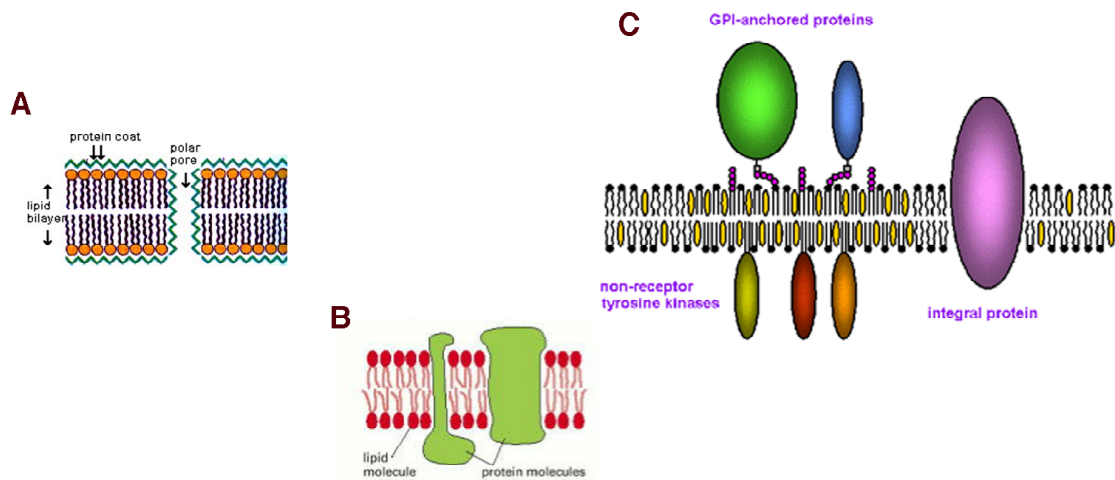 A
protein coat
polar
pore
lipid
bilayer
B
lipid
molecule
protein molecules
C
GPI-anchored proteins
non-receptor
tyrosine kinases
integral protein